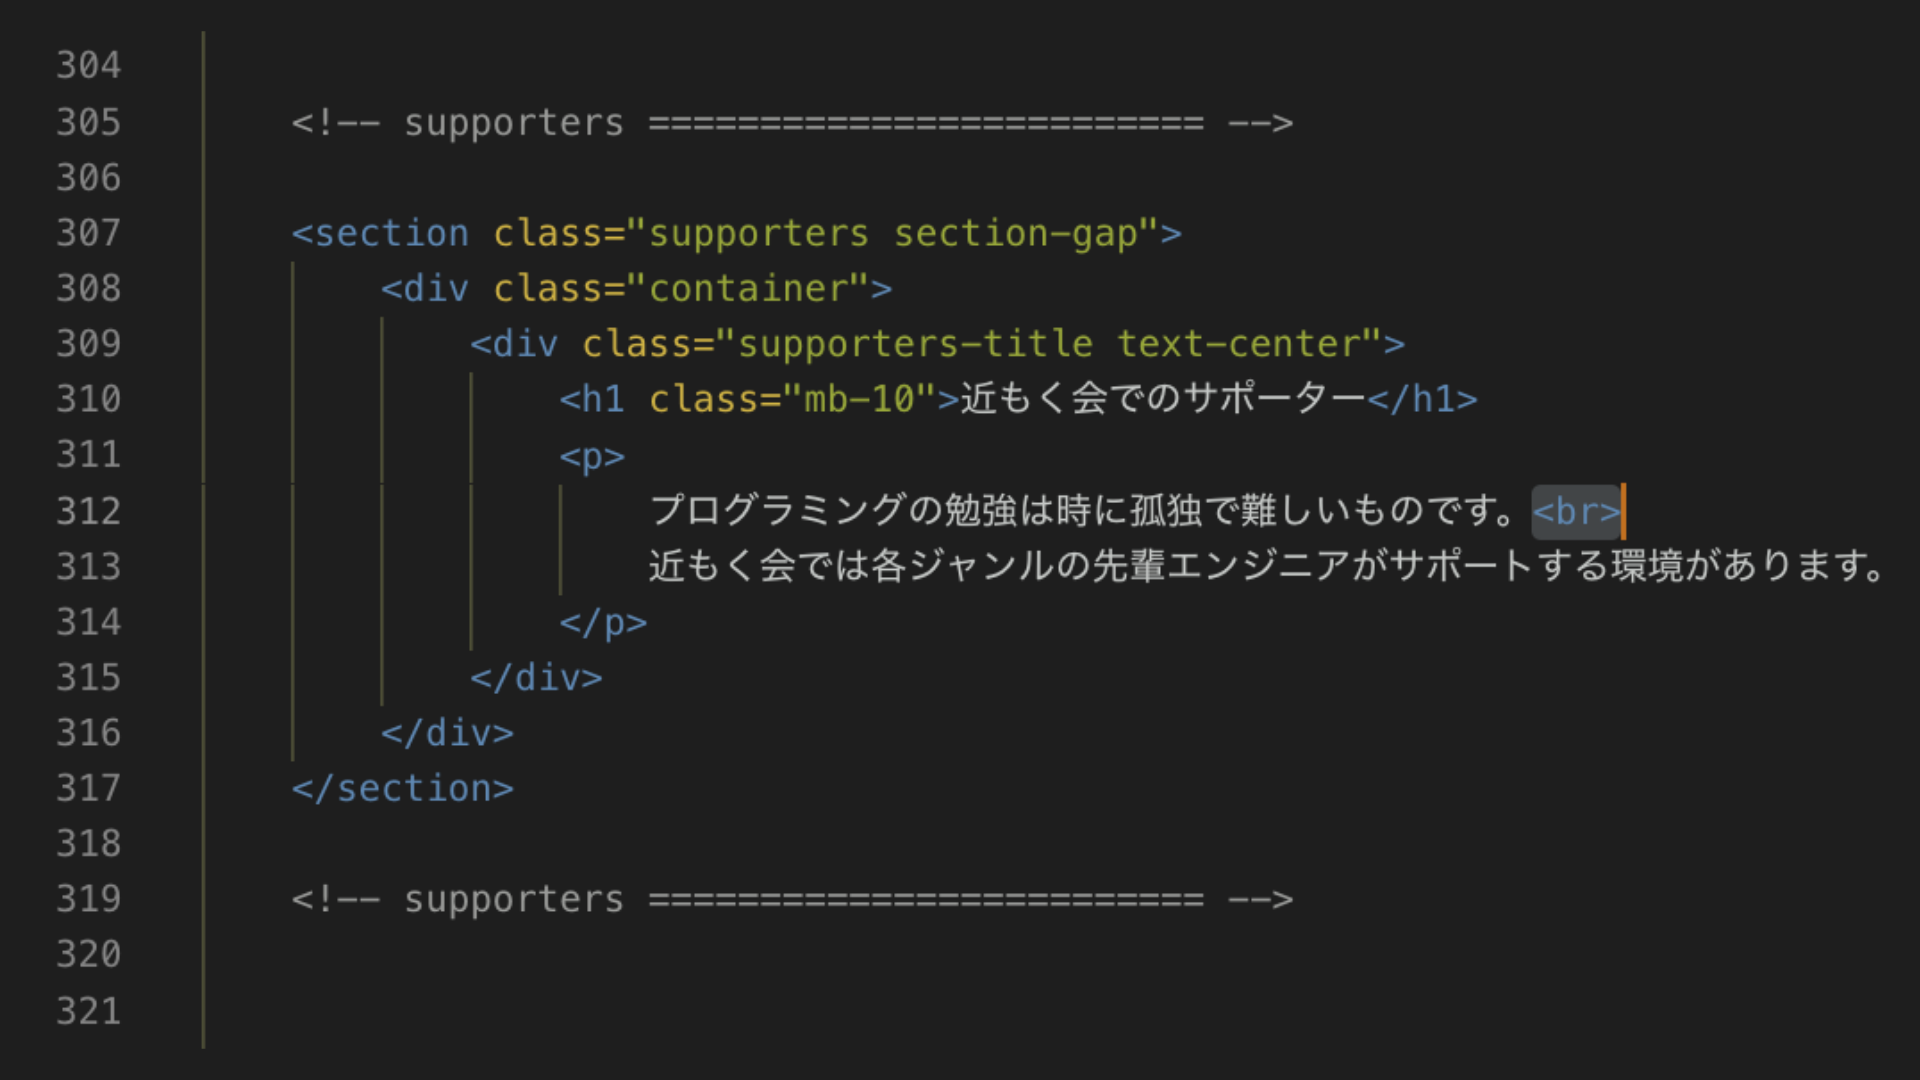 304
305 <!-- supporters ========================= -->
306
307 <section class="supporters section-gap">
308 <div class="container">
309 <div class="supporters-title text-center">
310 <h1 class="mb-10">近もく会でのサポーター</h1>
311 <p>
312 プログラミングの勉強は時に孤独で難しいものです。<br>
313 近もく会では各ジャンルの先輩エンジニアがサポートする環境があります。
314 </p>
315 </div>
316 </div>
317 </section>
318
319 <!-- supporters ========================= -->
320
321